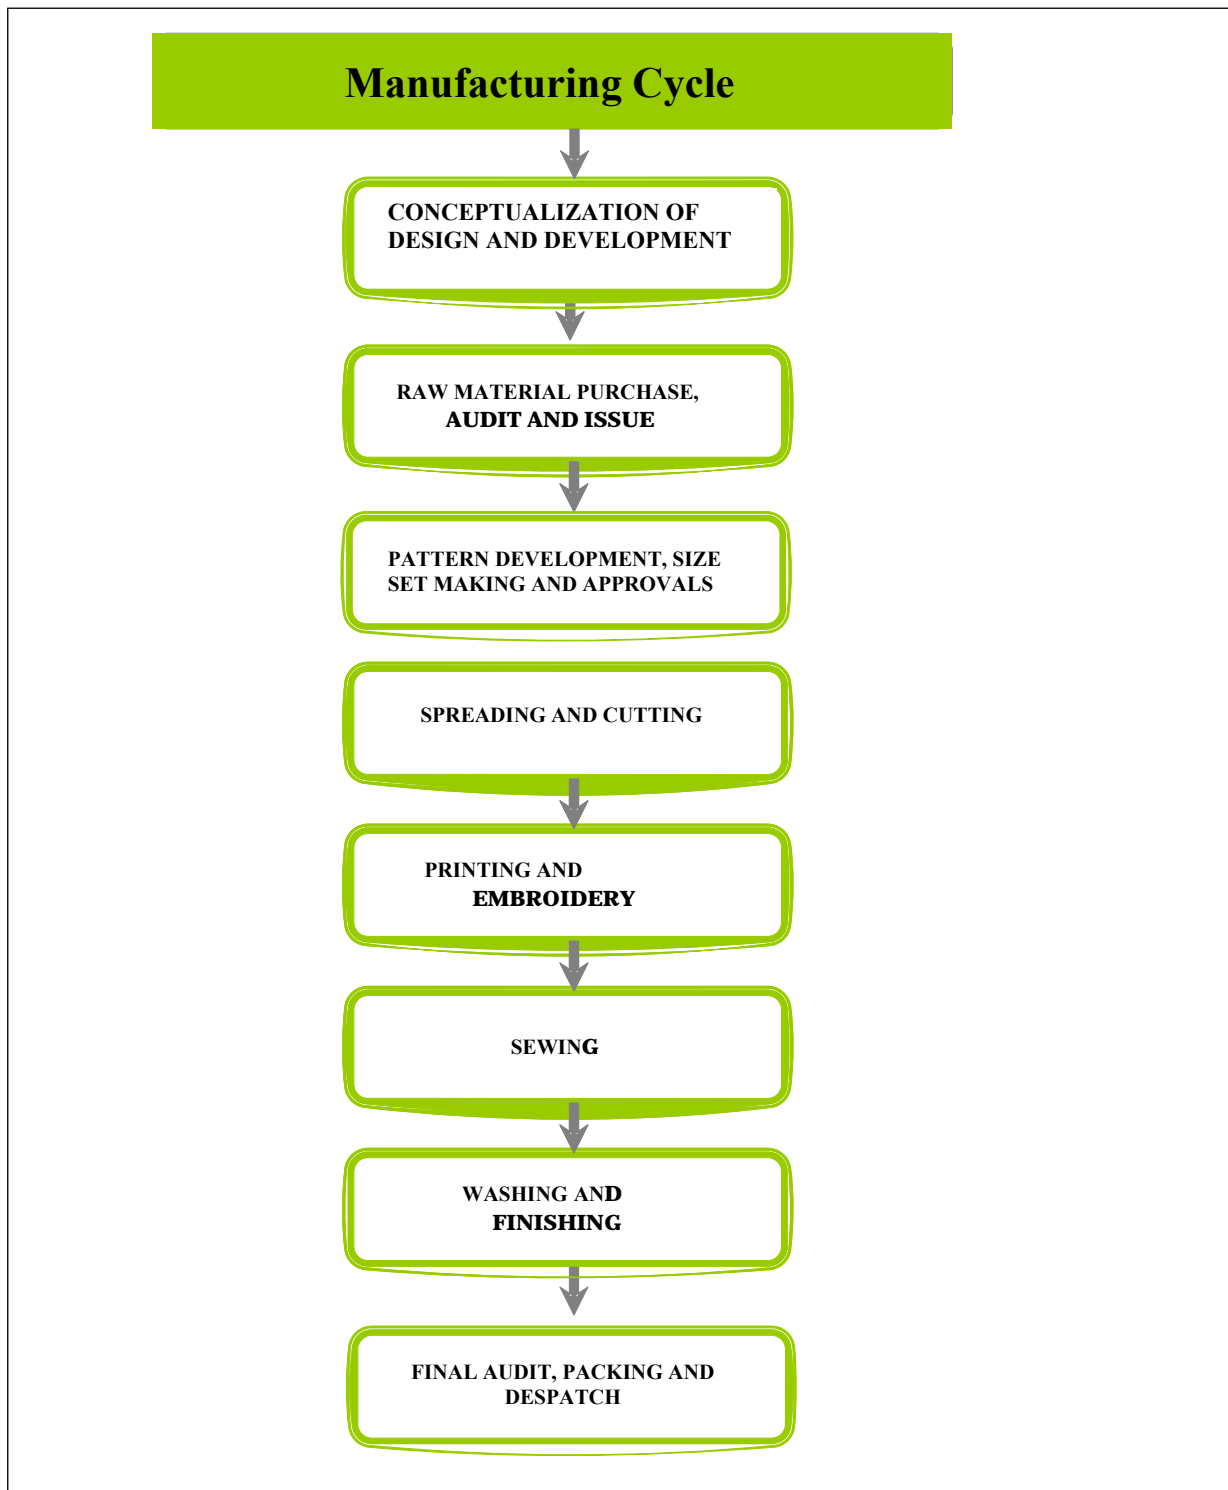 Manufacturing Cycle
CONCEPTUALIZATION OF
DESIGN AND DEVELOPMENT
RAW MATERIAL PURCHASE,
AUDIT AND ISSUE
PATTERN DEVELOPMENT, SIZE
SET MAKING AND APPROVALS
SPREADING AND CUTTING
PRINTING AND
EMBROIDERY
SEWING
WASHING AND
FINISHING
FINAL AUDIT, PACKING AND
DESPATCH